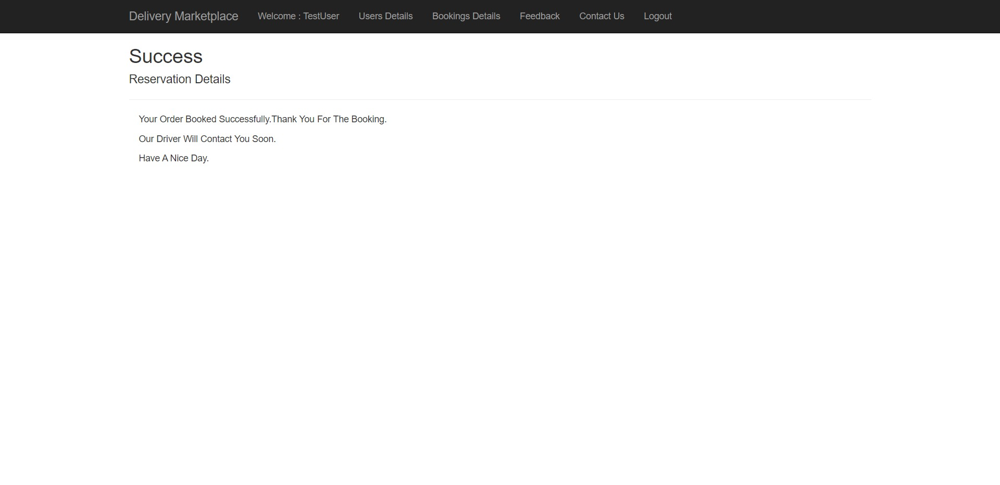 Delivery Marketplace Welcome : TestUser Users Details Bookings Details Feedback Contact Us Logout
Success
Reservation Details
Your Order Booked Successfully.Thank You For The Booking.
Our Driver Will Contact You Soon.
Have A Nice Day.